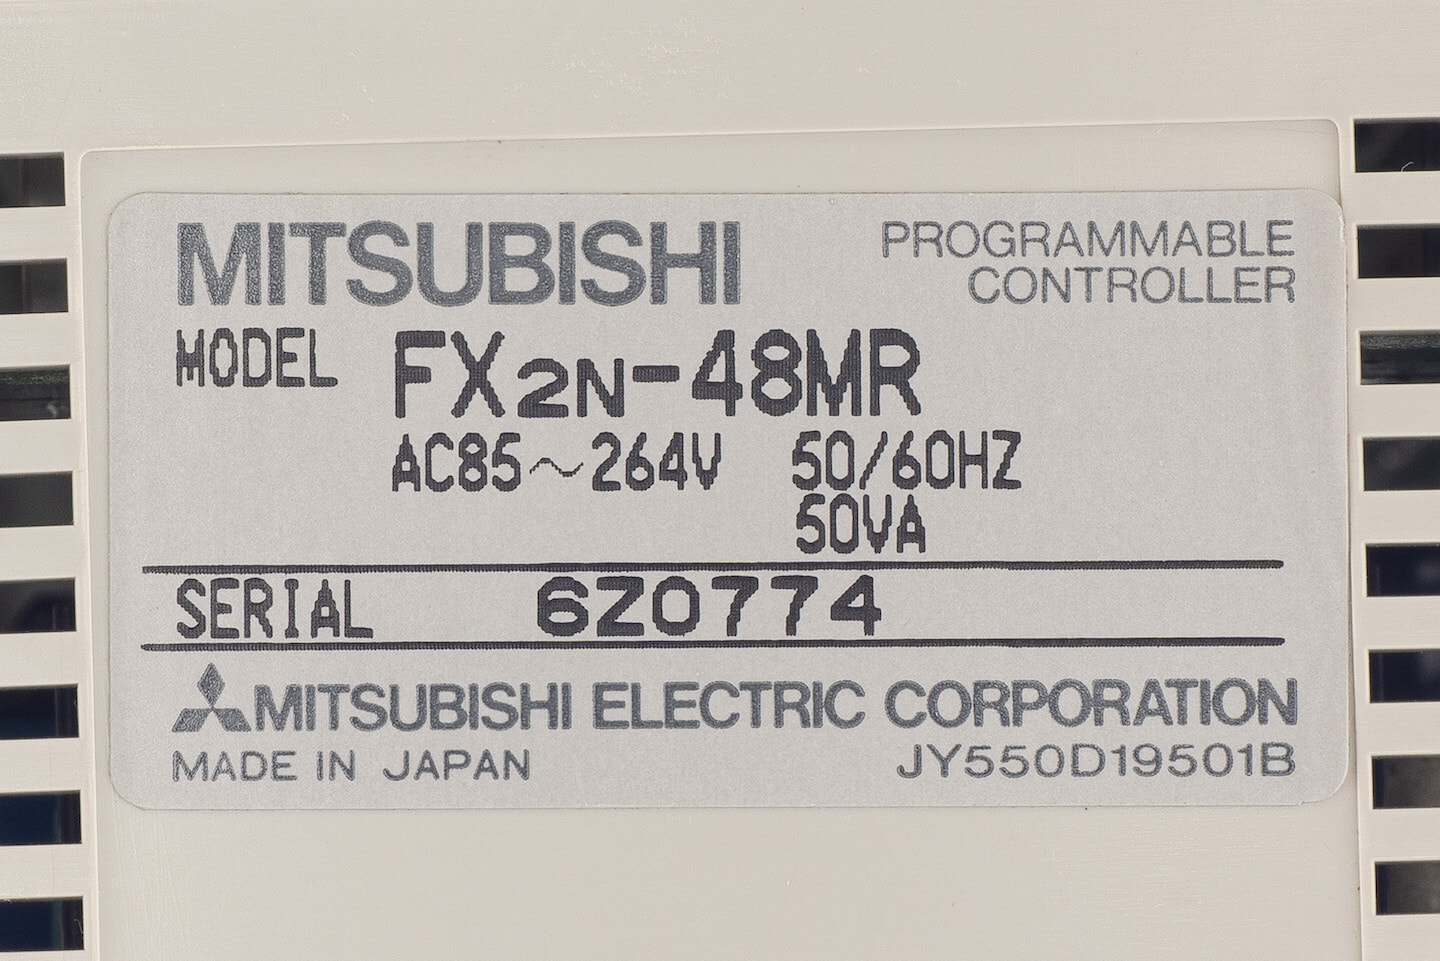 MITSUBISHI
PROGRAMMABLE
CONTROLLER
MODEL FX2N-48MR
AC85～264V 50/60HZ
50VA
SERIAL 6Z0774
MITSUBISHI ELECTRIC CORPORATION
MADE IN JAPAN JY550D19501B